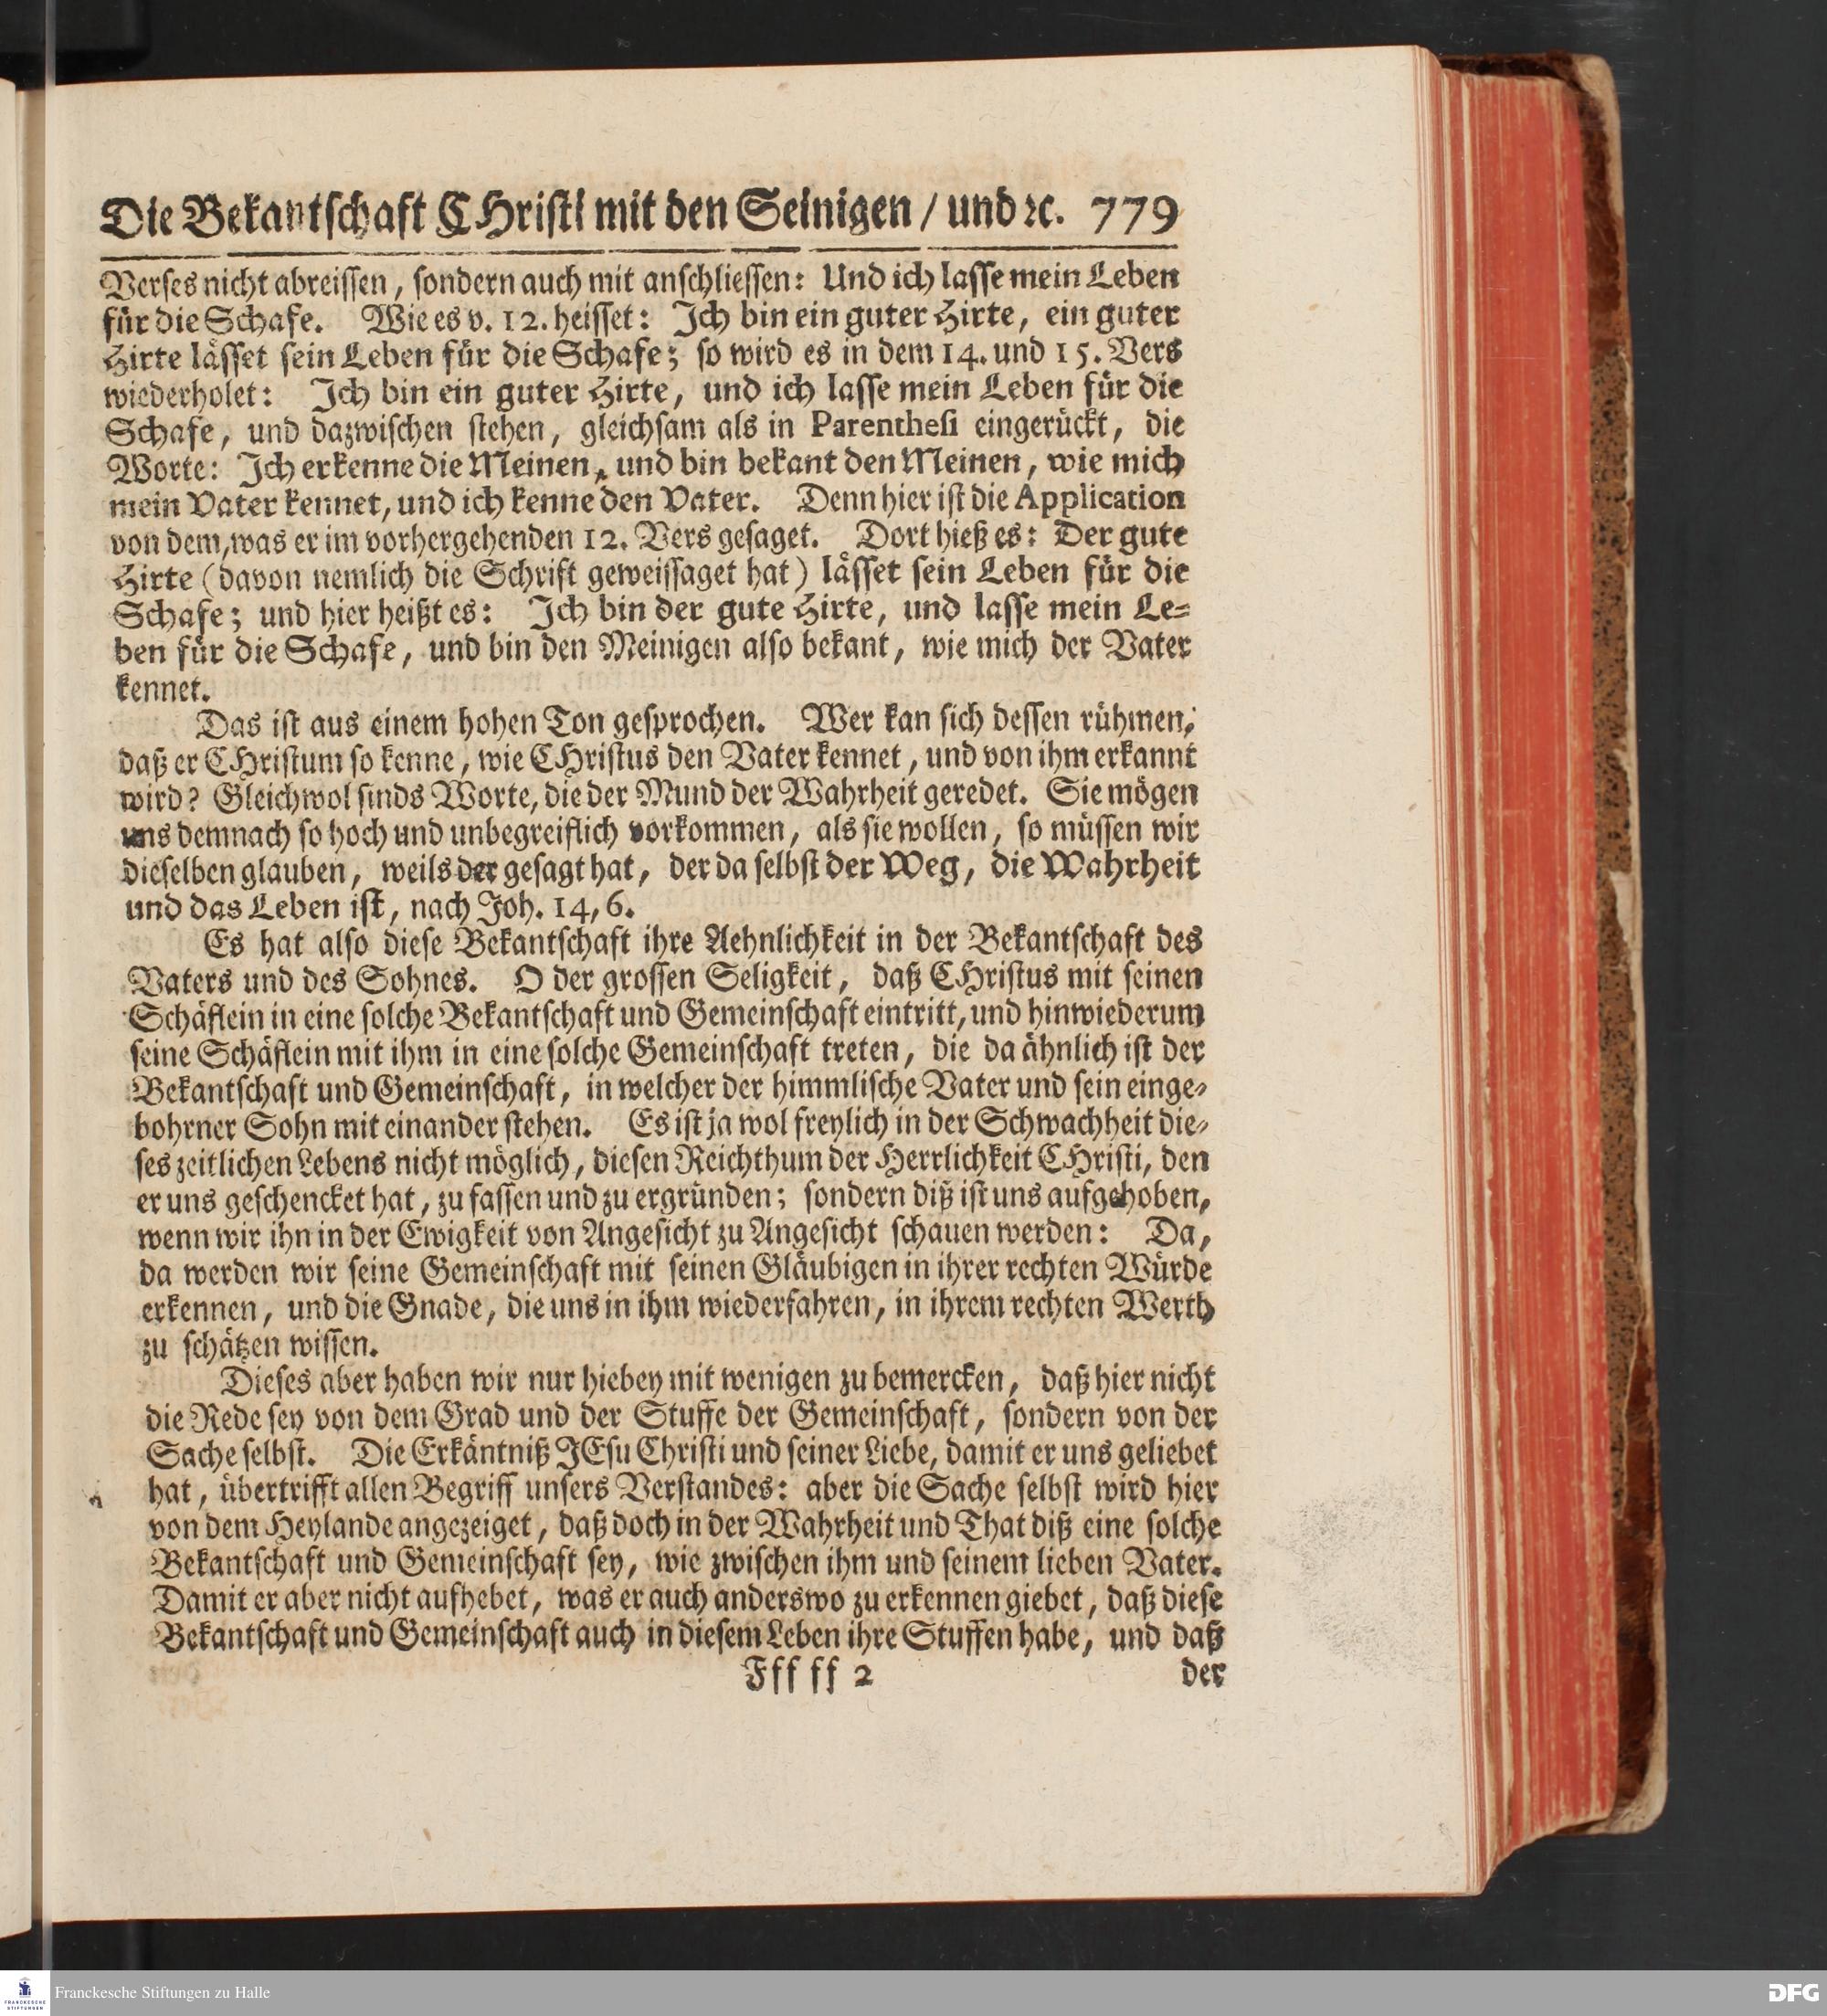 Die Bekantschaft CHristi mit den Seinigen / und ꝛc. 779
Verses nicht abreissen, sondern auch mit anschliessen: Und ich lasse mein Leben
für die Schafe. Wie es v. 12. heisset: Ich bin ein guter Hirte, ein guter
Hirte lässet sein Leben für die Schafe; so wird es in dem 14. und 15. Vers
wiederholet: Ich bin ein guter Hirte, und ich lasse mein Leben für die
Schafe, und dazwischen stehen, gleichsam als in Parenthesi eingerückt, die
Worte: Ich erkenne die Meinen, und bin bekant den Meinen, wie mich
mein Vater kennet, und ich kenne den Vater. Denn hier ist die Application
von dem, was er im vorhergehenden 12. Vers gesaget. Dort hieß es: Der gute
Hirte (davon nemlich die Schrift geweissaget hat) lässet sein Leben für die
Schafe; und hier heißt es: Ich bin der gute Hirte, und lasse mein Le-
ben für die Schafe, und bin den Meinigen also bekant, wie mich der Vater
kennet.
Das ist aus einem hohen Ton gesprochen. Wer kan sich dessen rühmen,
daß er CHristum so kenne, wie CHristus den Vater kennet, und von ihm erkannt
wird? Gleichwol sinds Worte, die der Mund der Wahrheit geredet. Sie mögen
uns demnach so hoch und unbegreiflich vorkommen, als sie wollen, so müssen wir
dieselben glauben, weils der gesagt hat, der da selbst der Weg, die Wahrheit
und das Leben ist, nach Joh. 14, 6.
Es hat also diese Bekantschaft ihre Aehnlichkeit in der Bekantschaft des
Vaters und des Sohnes. O der grossen Seligkeit, daß CHristus mit seinen
Schäflein in eine solche Bekantschaft und Gemeinschaft eintritt, und hinwiederum
seine Schäflein mit ihm in eine solche Gemeinschaft treten, die da ähnlich ist der
Bekantschaft und Gemeinschaft, in welcher der himmlische Vater und sein einge-
bohrner Sohn mit einander stehen. Es ist ja wol freylich in der Schwachheit die-
ses zeitlichen Lebens nicht möglich, diesen Reichthum der Herrlichkeit CHristi, den
er uns geschencket hat, zu fassen und zu ergründen; sondern diß ist uns aufgehoben,
wenn wir ihn in der Ewigkeit von Angesicht zu Angesicht schauen werden: Da,
da werden wir seine Gemeinschaft mit seinen Gläubigen in ihrer rechten Würde
erkennen, und die Gnade, die uns in ihm wiederfahren, in ihrem rechten Werth
zu schätzen wissen.
Dieses aber haben wir nur hiebey mit wenigen zu bemercken, daß hier nicht
die Rede sey von dem Grad und der Stuffe der Gemeinschaft, sondern von der
Sache selbst. Die Erkäntniß JEsu Christi und seiner Liebe, damit er uns geliebet
hat, übertrifft allen Begriff unsers Verstandes: aber die Sache selbst wird hier
von dem Heylande angezeiget, daß doch in der Wahrheit und That diß eine solche
Bekantschaft und Gemeinschaft sey, wie zwischen ihm und seinem lieben Vater.
Damit er aber nicht aufhebet, was er auch anderswo zu erkennen giebet, daß diese
Bekantschaft und Gemeinschaft auch in diesem Leben ihre Stuffen habe, und daß
Fff ff 2 der
FRANCKESCHE STIFTUNGEN
Franckesche Stiftungen zu Halle
DFG